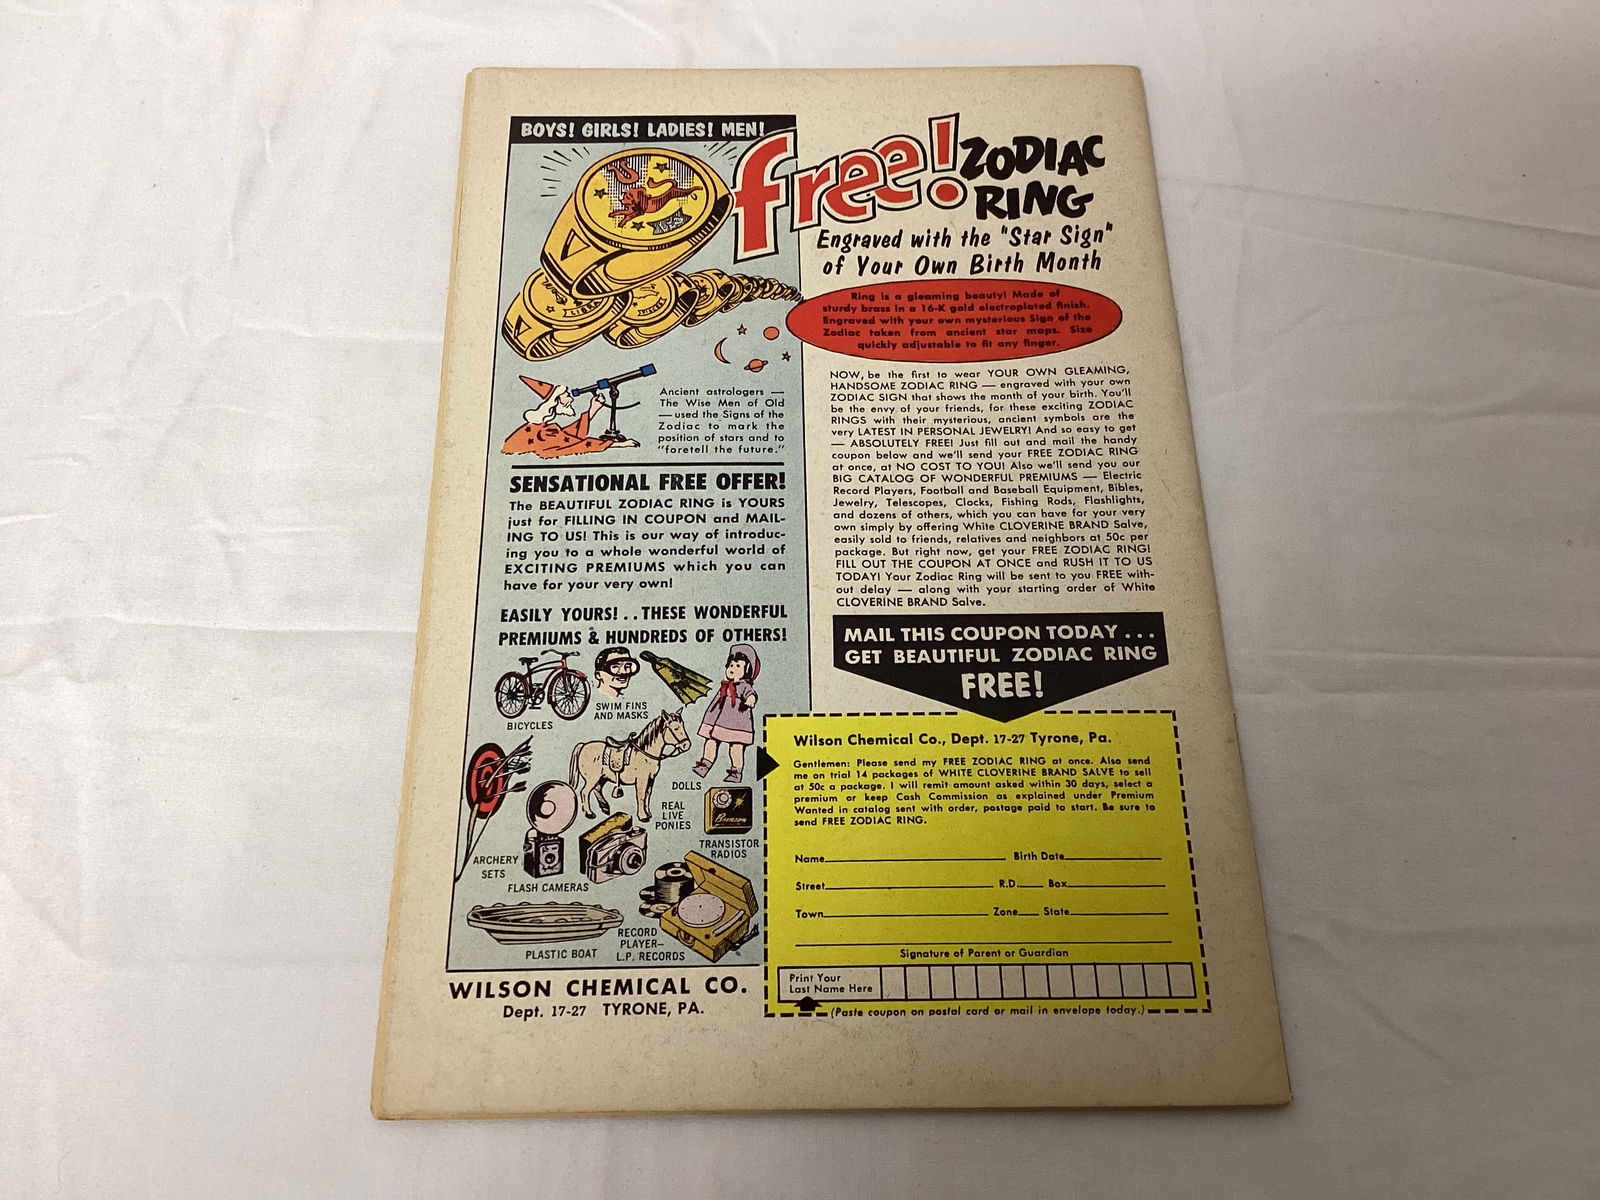 BOYS! GIRLS! LADIES! MEN!
free! ZODIAC
RING
Engraved with the "Star Sign"
of Your Own Birth Month
Ring is a gleaming beauty! Made of
sturdy brass in a 16-K gold electroplated finish.
Engraved with your own mysterious Sign of the
Zodiac taken from ancient star maps. Size
quickly adjustable to fit any finger.
LIBRA
Ancient astrologers —
The Wise Men of Old
— used the Signs of the
Zodiac to mark the
position of stars and to
"foretell the future."
SENSATIONAL FREE OFFER!
The BEAUTIFUL ZODIAC RING is YOURS
just for FILLING IN COUPON and MAIL-
ING TO US! This is our way of introduc-
ing you to a whole wonderful world of
EXCITING PREMIUMS which you can
have for your very own!
EASILY YOURS! . . THESE WONDERFUL
PREMIUMS & HUNDREDS OF OTHERS!
BICYCLES
SWIM FINS
AND MASKS
DOLLS
REAL
LIVE
PONIES
TRANSISTOR
RADIOS
ARCHERY
SETS
FLASH CAMERAS
PLASTIC BOAT
RECORD
PLAYER—
L.P. RECORDS
WILSON CHEMICAL CO.
Dept. 17-27 TYRONE, PA.
NOW, be the first to wear YOUR OWN GLEAMING,
HANDSOME ZODIAC RING — engraved with your own
ZODIAC SIGN that shows the month of your birth. You'll
be the envy of your friends, for these exciting ZODIAC
RINGS with their mysterious, ancient symbols are the
very LATEST IN PERSONAL JEWELRY! And so easy to get
— ABSOLUTELY FREE! Just fill out and mail the handy
coupon below and we'll send your FREE ZODIAC RING
at once, at NO COST TO YOU! Also we'll send you our
BIG CATALOG OF WONDERFUL PREMIUMS — Electric
Record Players, Football and Baseball Equipment, Bibles,
Jewelry, Telescopes, Clocks, Fishing Rods, Flashlights,
and dozens of others, which you can have for your very
own simply by offering White CLOVERINE BRAND Salve,
easily sold to friends, relatives and neighbors at 50c per
package. But right now, get your FREE ZODIAC RING!
FILL OUT THE COUPON AT ONCE and RUSH IT TO US
TODAY! Your Zodiac Ring will be sent to you FREE with-
out delay — along with your starting order of White
CLOVERINE BRAND Salve.
MAIL THIS COUPON TODAY . . .
GET BEAUTIFUL ZODIAC RING
FREE!
Wilson Chemical Co., Dept. 17-27 Tyrone, Pa.
Gentlemen: Please send my FREE ZODIAC RING at once. Also send
me on trial 14 packages of WHITE CLOVERINE BRAND SALVE to sell
at 50c a package. I will remit amount asked within 30 days, select a
premium or keep Cash Commission as explained under Premium
Wanted in catalog sent with order, postage paid to start. Be sure to
send FREE ZODIAC RING.
Name Birth Date
Street R.D. Box
Town Zone State
Signature of Parent or Guardian
Print Your
Last Name Here
(Paste coupon on postal card or mail in envelope today.)